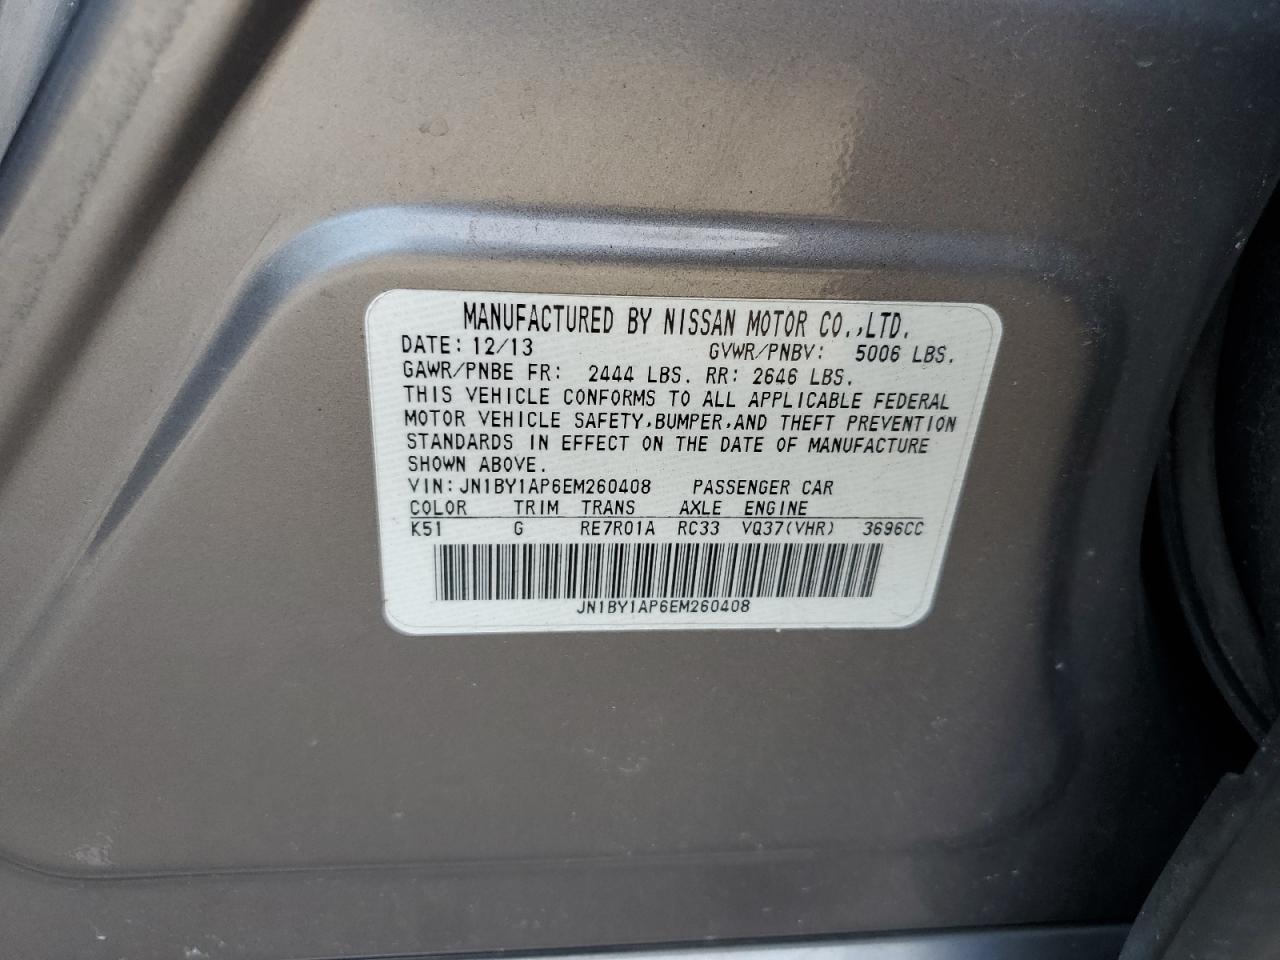 MANUFACTURED BY NISSAN MOTOR CO.,LTD.
DATE: 12/13 GVWR/PNBV: 5006 LBS.
GAWR/PNBE FR: 2444 LBS. RR: 2646 LBS.
THIS VEHICLE CONFORMS TO ALL APPLICABLE FEDERAL
MOTOR VEHICLE SAFETY,BUMPER,AND THEFT PREVENTION
STANDARDS IN EFFECT ON THE DATE OF MANUFACTURE
SHOWN ABOVE.
VIN: JN1BY1AP6EM260408 PASSENGER CAR
COLOR TRIM TRANS AXLE ENGINE
K51 G RE7R01A RC33 VQ37(VHR) 3696CC
JN1BY1AP6EM260408